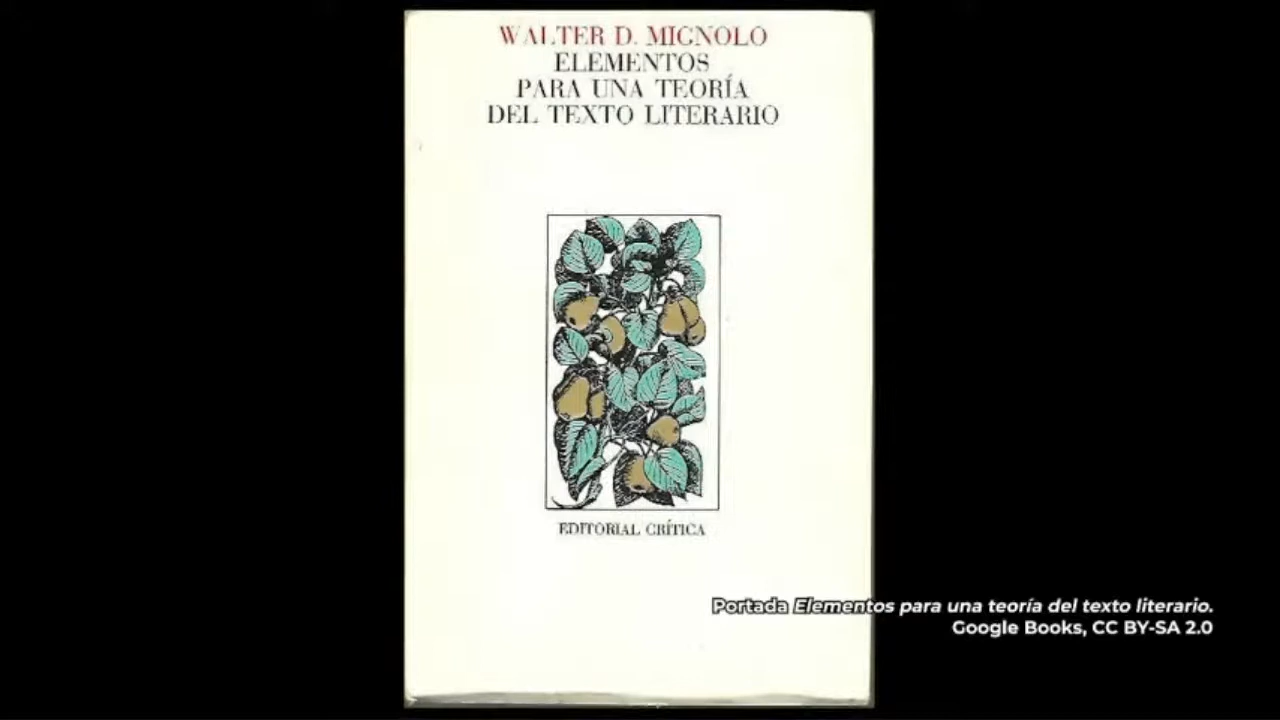 WALTER D. MIGNOLO
ELEMENTOS
PARA UNA TEORÍA
DEL TEXTO LITERARIO
EDITORIAL CRÍTICA
Portada Elementos para una teoría del texto literario.
Google Books, CC BY-SA 2.0